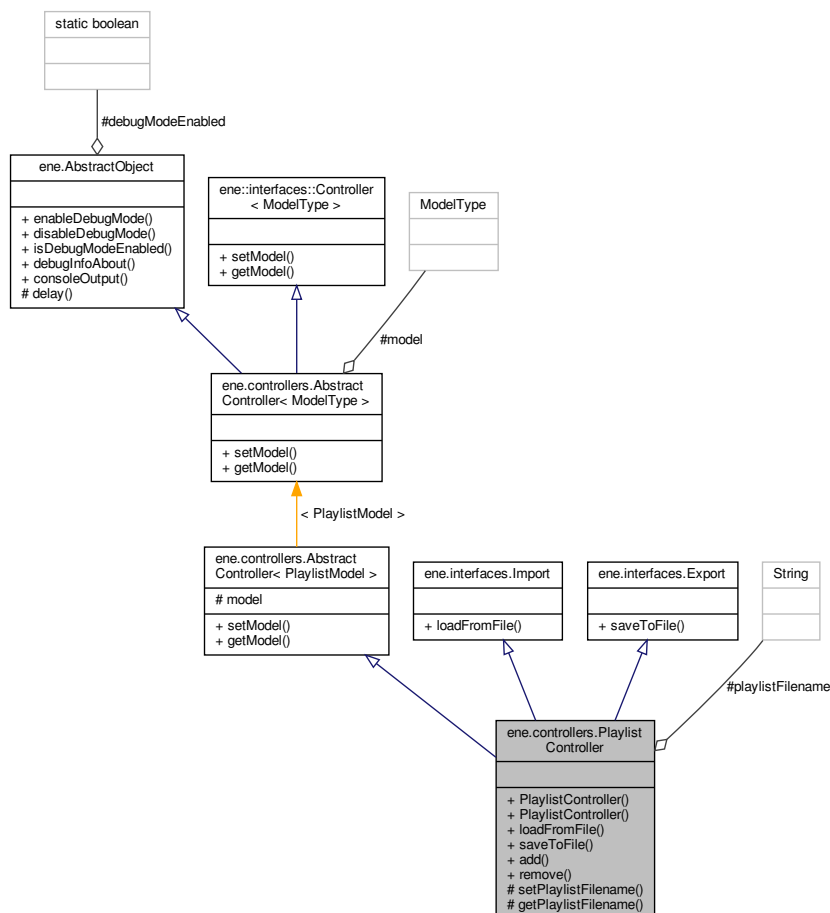 static boolean
#debugModeEnabled
ene.AbstractObject
+ enableDebugMode()
+ disableDebugMode()
+ isDebugModeEnabled()
+ debugInfoAbout()
+ consoleOutput()
# delay()
ene::interfaces::Controller
< ModelType >
+ setModel()
+ getModel()
ModelType
#model
ene.controllers.Abstract
Controller< ModelType >
+ setModel()
+ getModel()
< PlaylistModel >
ene.controllers.Abstract
Controller< PlaylistModel >
# model
+ setModel()
+ getModel()
ene.interfaces.Import
+ loadFromFile()
ene.interfaces.Export
+ saveToFile()
String
#playlistFilename
ene.controllers.Playlist
Controller
+ PlaylistController()
+ PlaylistController()
+ loadFromFile()
+ saveToFile()
+ add()
+ remove()
# setPlaylistFilename()
# getPlaylistFilename()